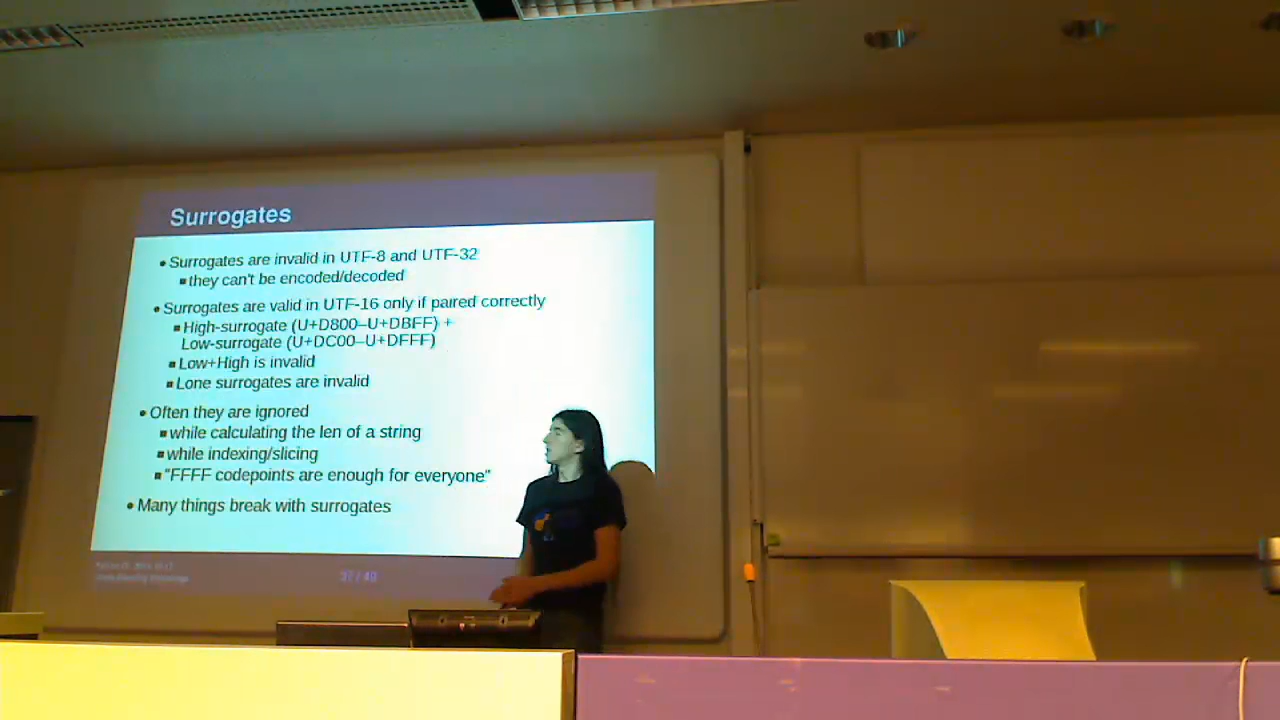 Surrogates
•Surrogates are invalid in UTF-8 and UTF-32
▪they can't be encoded/decoded
•Surrogates are valid in UTF-16 only if paired correctly
▪High-surrogate (U+D800–U+DBFF) +
Low-surrogate (U+DC00–U+DFFF)
▪Low+High is invalid
▪Lone surrogates are invalid
•Often they are ignored
▪while calculating the len of a string
▪while indexing/slicing
▪"FFFF codepoints are enough for everyone"
•Many things break with surrogates